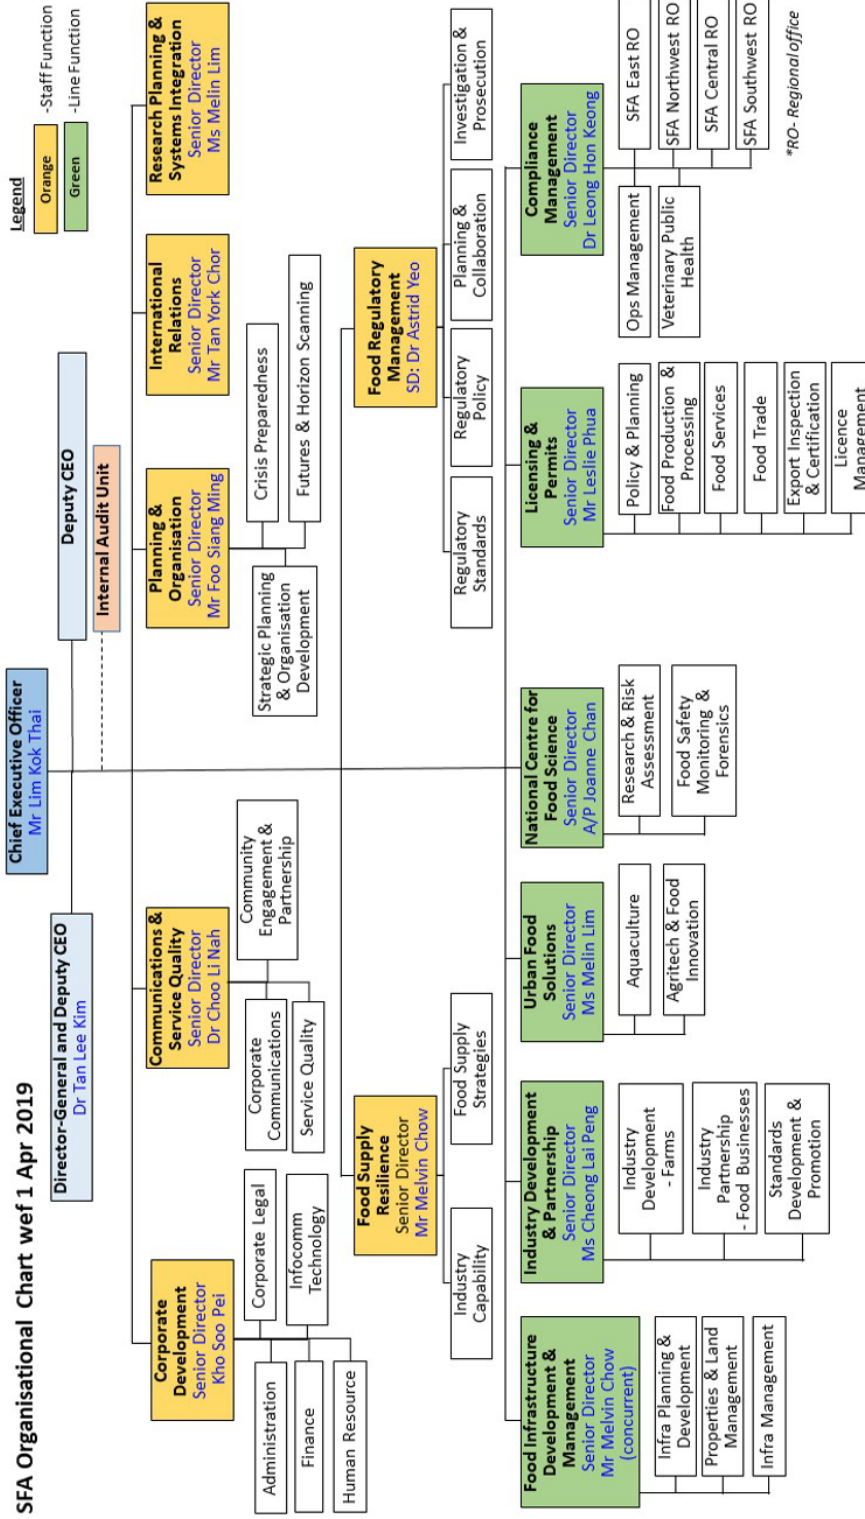 SFA Organisational Chart wef 1 Apr 2019
Legend
Orange
-Staff Function
Green
-Line Function
Chief Executive Officer
Mr Lim Kok Thai
Director-General and Deputy CEO
Dr Tan Lee Kim
Deputy CEO
Internal Audit Unit
Corporate
Development
Senior Director
Kho Soo Pei
Administration
Finance
Human Resource
Corporate Legal
Infocomm
Technology
Communications &
Service Quality
Senior Director
Dr Choo Li Nah
Corporate
Communications
Service Quality
Community
Engagement &
Partnership
Planning &
Organisation
Senior Director
Mr Foo Siang Ming
Strategic Planning
& Organisation
Development
Crisis Preparedness
Futures & Horizon Scanning
International
Relations
Senior Director
Mr Tan York Chor
Research Planning &
Systems Integration
Senior Director
Ms Melin Lim
Food Supply
Resilience
Senior Director
Mr Melvin Chow
Industry
Capability
Food Supply
Strategies
Food Regulatory
Management
SD: Dr Astrid Yeo
Regulatory
Standards
Regulatory
Policy
Planning &
Collaboration
Investigation &
Prosecution
Food Infrastructure
Development &
Management
Senior Director
Mr Melvin Chow
(concurrent)
Infra Planning &
Development
Properties & Land
Management
Infra Management
Industry Development
& Partnership
Senior Director
Ms Cheong Lai Peng
Industry
Development
- Farms
Industry
Partnership
- Food Businesses
Standards
Development &
Promotion
Urban Food
Solutions
Senior Director
Ms Melin Lim
Aquaculture
Agritech & Food
Innovation
National Centre for
Food Science
Senior Director
A/P Joanne Chan
Research & Risk
Assessment
Food Safety
Monitoring &
Forensics
Licensing &
Permits
Senior Director
Mr Leslie Phua
Policy & Planning
Food Production &
Processing
Food Services
Food Trade
Export Inspection
& Certification
Licence
Management
Compliance
Management
Senior Director
Dr Leong Hon Keong
Ops Management
Veterinary Public
Health
SFA East RO
SFA Northwest RO
SFA Central RO
SFA Southwest RO
*RO- Regional office